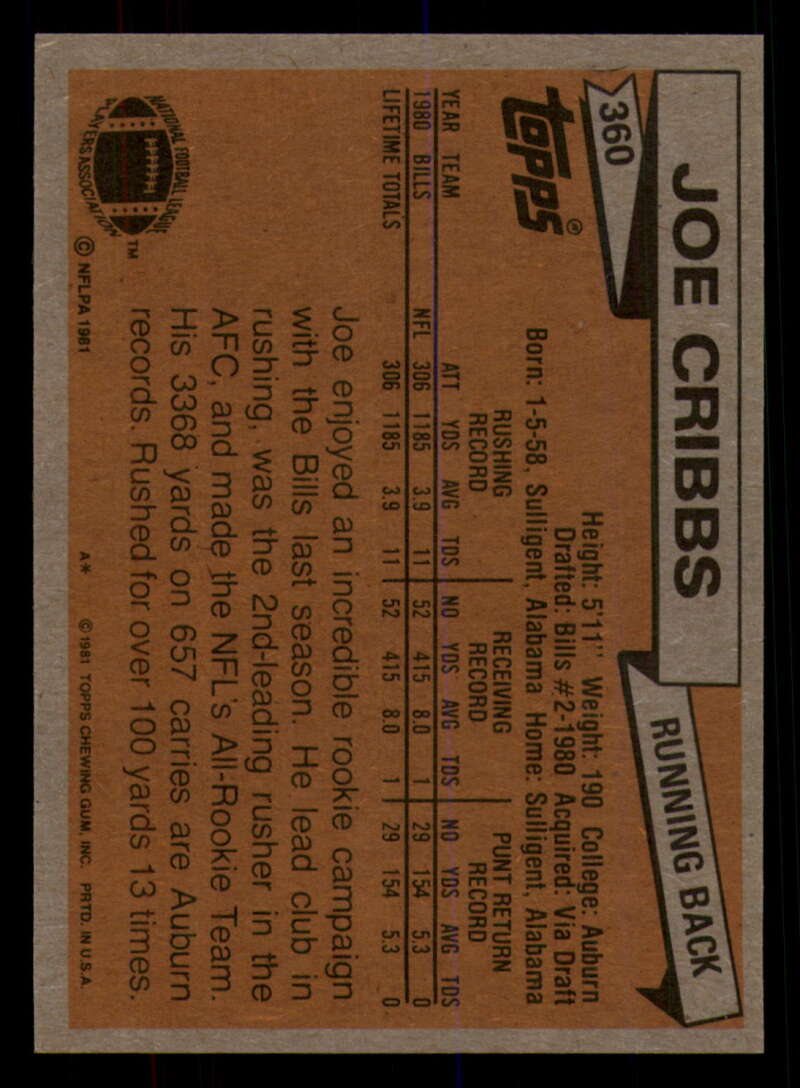 JOE CRIBBS
RUNNING BACK
360
topps®
Height: 5'11" Weight: 190 College: Auburn
Drafted: Bills #2-1980 Acquired: Via Draft
Born: 1-5-58, Sulligent, Alabama Home: Sulligent, Alabama
RUSHING RECORD RECEIVING RECORD PUNT RETURN RECORD
YEAR TEAM ATT YDS AVG TDS NO YDS AVG TDS NO YDS AVG TDS
1980 BILLS NFL 306 1185 3.9 11 52 415 8.0 1 29 154 5.3 0
LIFETIME TOTALS 306 1185 3.9 11 52 415 8.0 1 29 154 5.3 0
Joe enjoyed an incredible rookie campaign
with the Bills last season. He lead club in
rushing, was the 2nd-leading rusher in the
AFC, and made the NFL's All-Rookie Team.
His 3368 yards on 657 carries are Auburn
records. Rushed for over 100 yards 13 times.
NATIONAL FOOTBALL LEAGUE
PLAYERS ASSOCIATION
TM
© NFLPA 1981
A* © 1981 TOPPS CHEWING GUM, INC. PRTD. IN U.S.A.